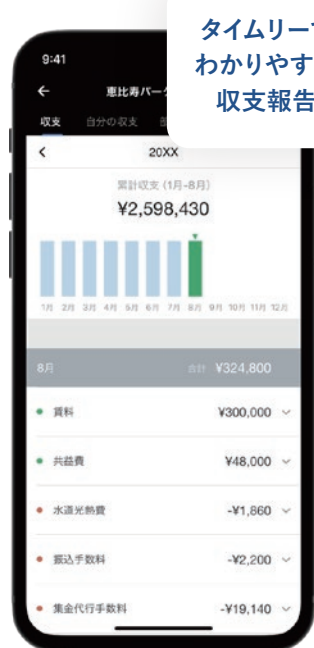 タイムリーで
わかりやす
収支報告
9:41
恵比寿パー
収支 自分の収支
20XX
累計収支 (1月-8月)
¥2,598,430
1月 2月 3月 4月 5月 6月 7月 8月 9月 10月 11月 12月
8月 合計 ¥324,800
賃料 ¥300,000
共益費 ¥48,000
水道光熱費 -¥1,860
振込手数料 -¥2,200
集金代行手数料 -¥19,140